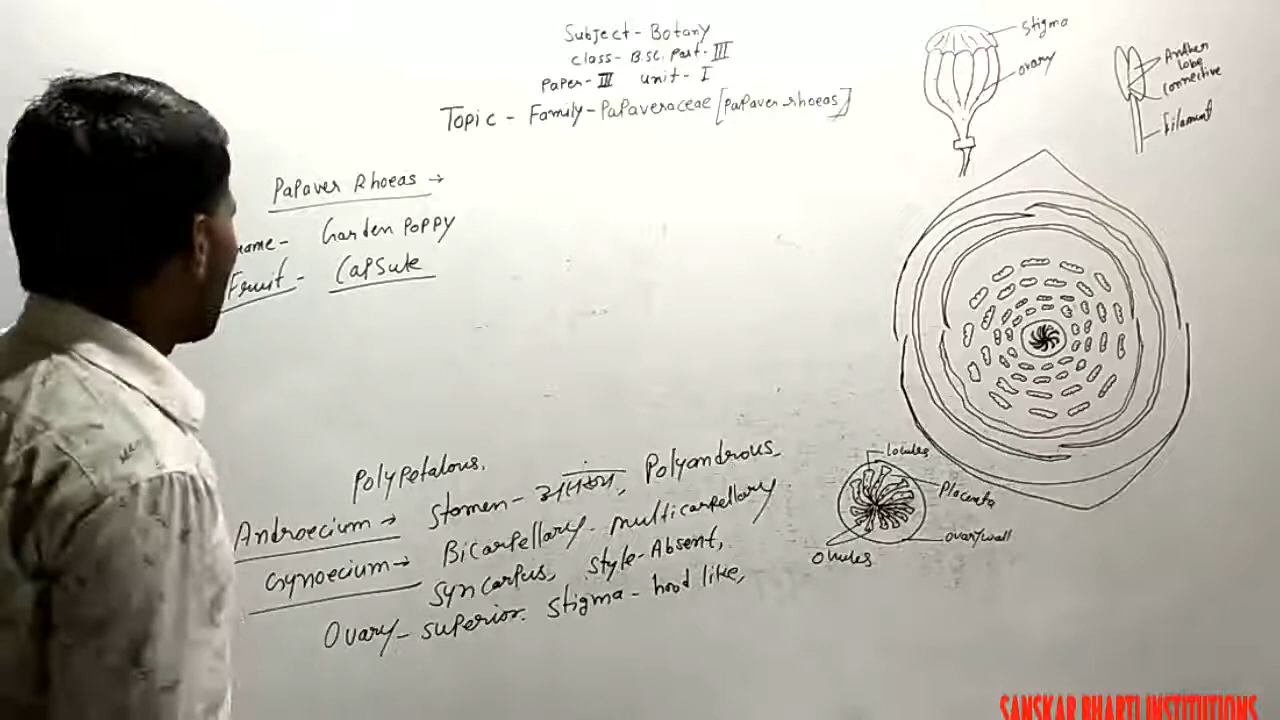 Subject - Botany
Class - B.Sc. Part - III
Paper - III Unit - I
Topic - Family - Papaveraceae [Papaver rhoeas]
Papaver Rhoeas →
name - Garden Poppy
Fruit - Capsule
Polypetalous.
Androecium → Stamen - असंख्य, Polyandrous.
Gynoecium → Bicarpellary - multicarpellary
Syncarpus, style - Absent,
Ovary - superior. Stigma - hood like,
stigma
ovary
Anther
lobe
connective
Filament
Locules
Placenta
ovary wall
Ovules
SANSKAR BHARTI INSTITUTIONS